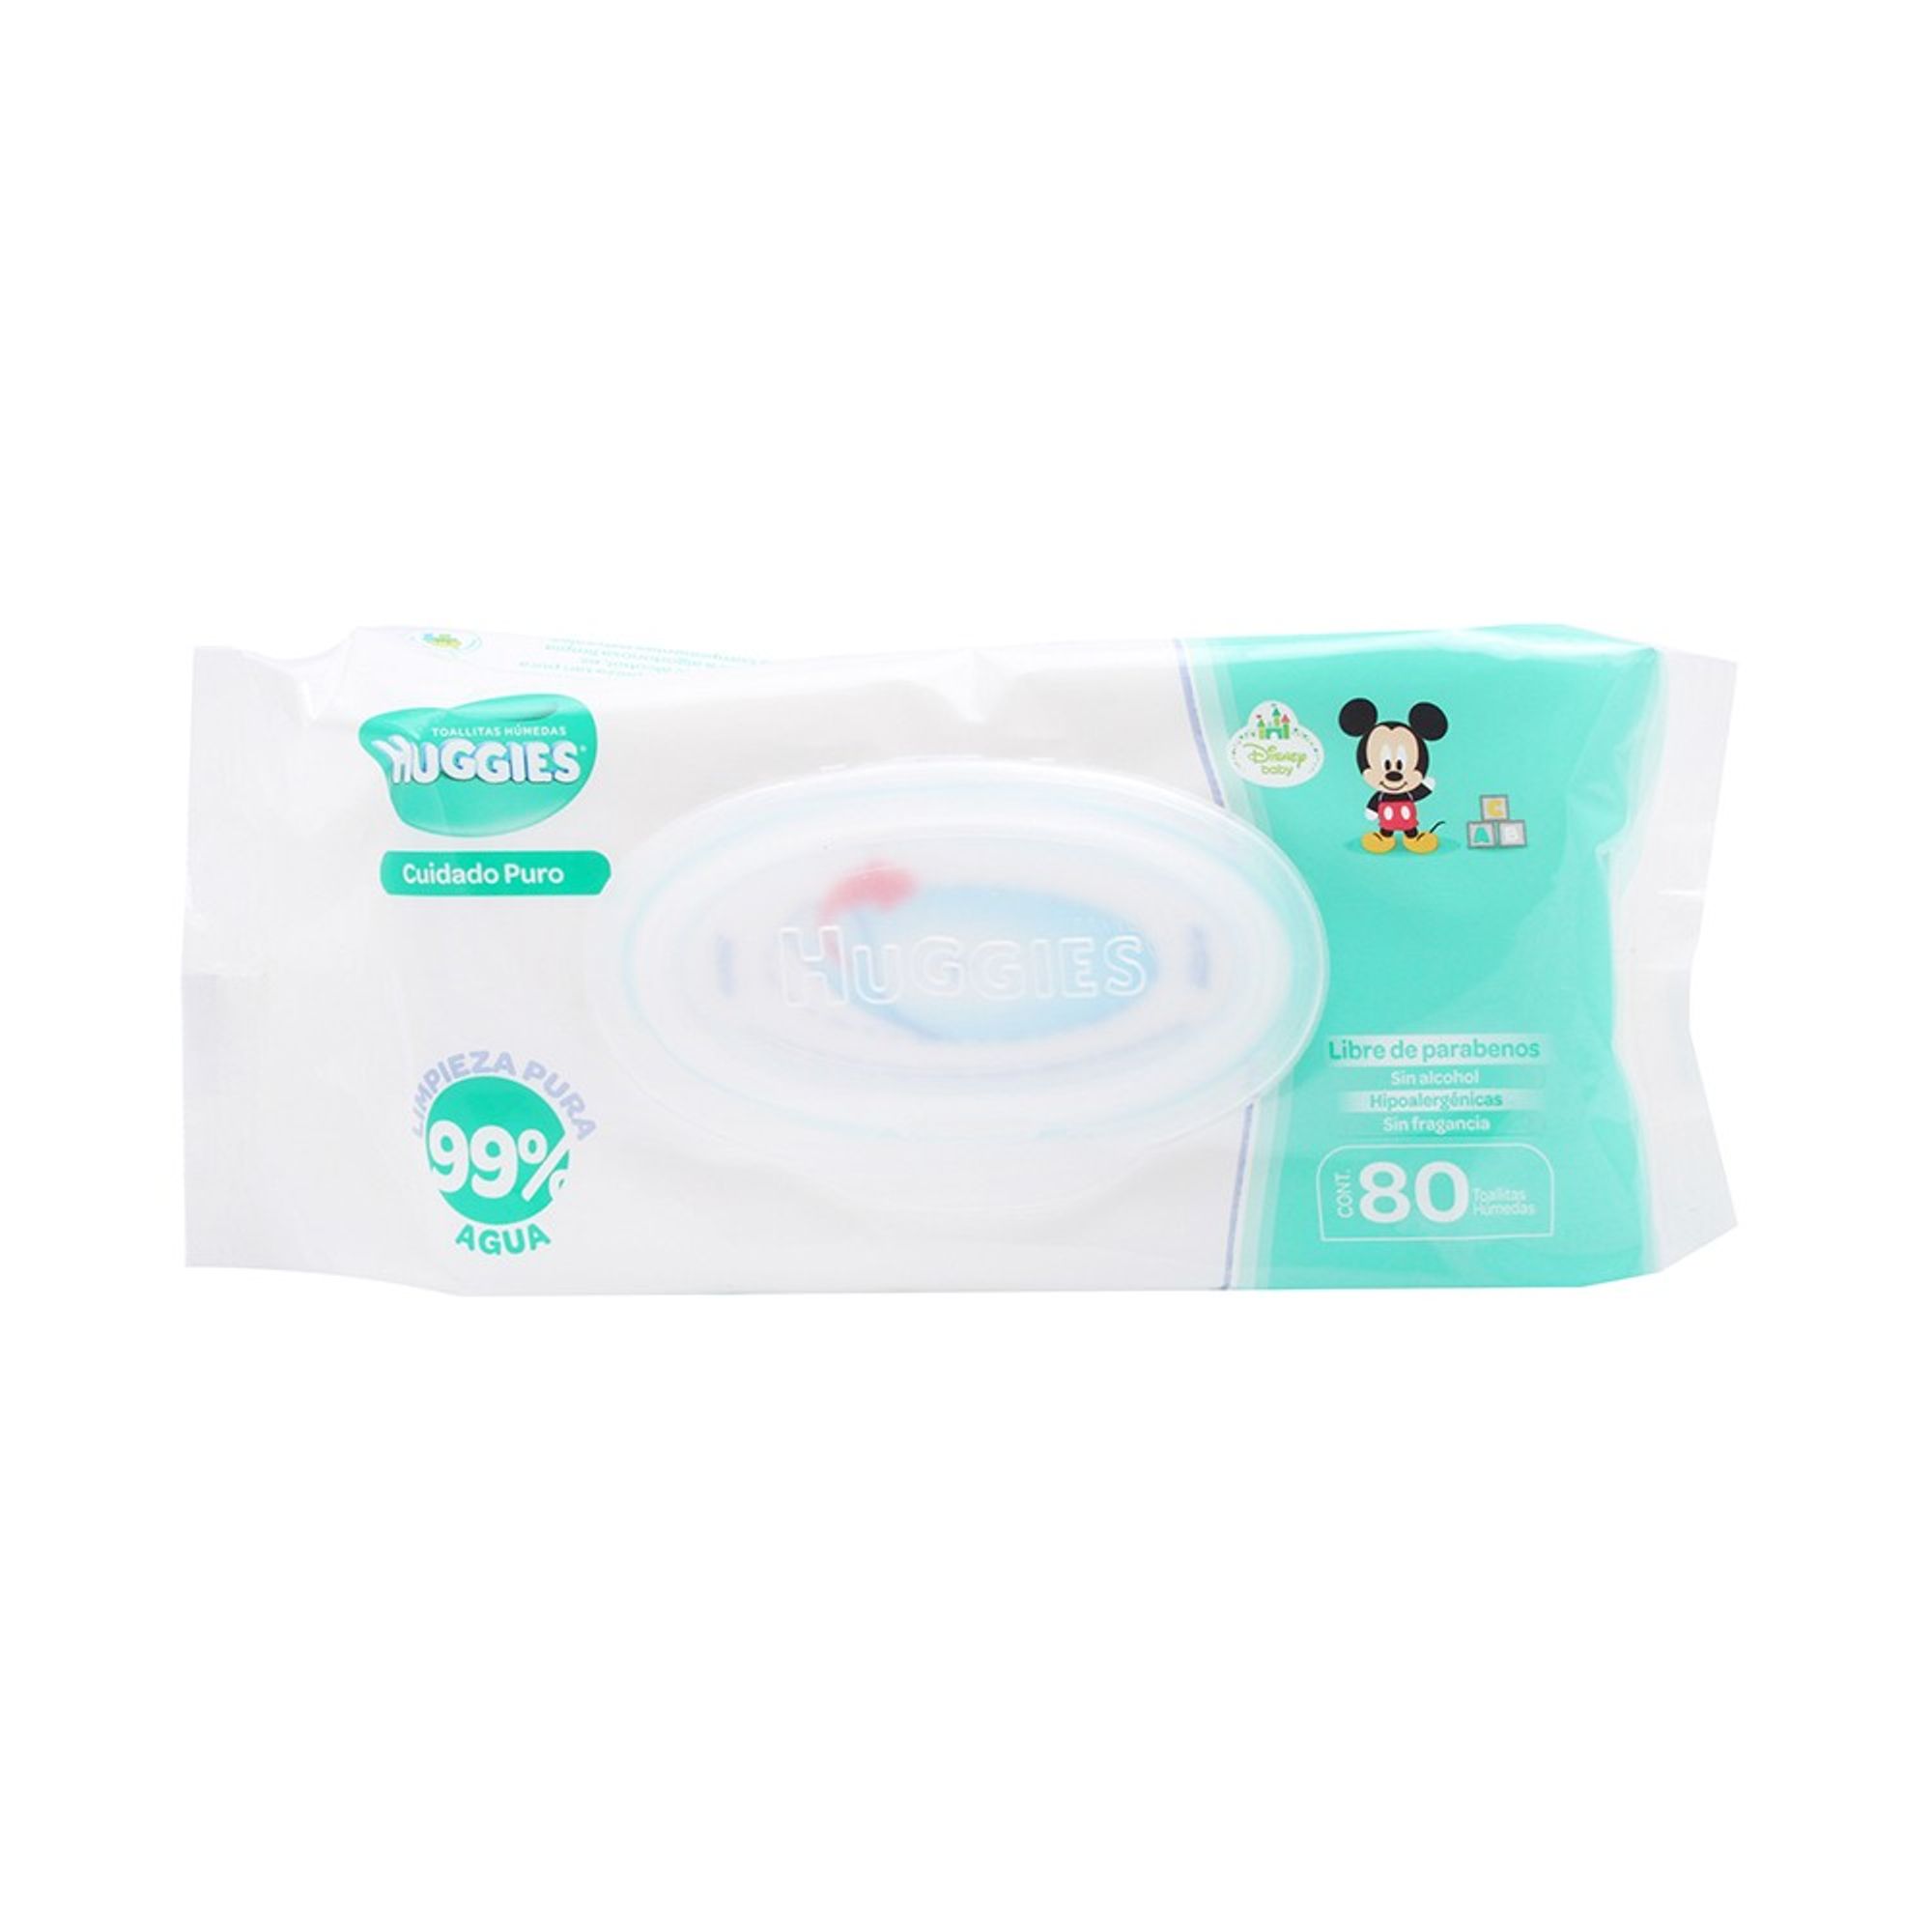 TOALLITAS HÚMEDAS
HUGGIES
Cuidado Puro
LIMPIEZA PURA
99%
AGUA
HUGGIES
Disney
baby
C
A B
Libre de parabenos
Sin alcohol
Hipoalergénicas
Sin fragancia
CONT. 80 Toallitas
Húmedas